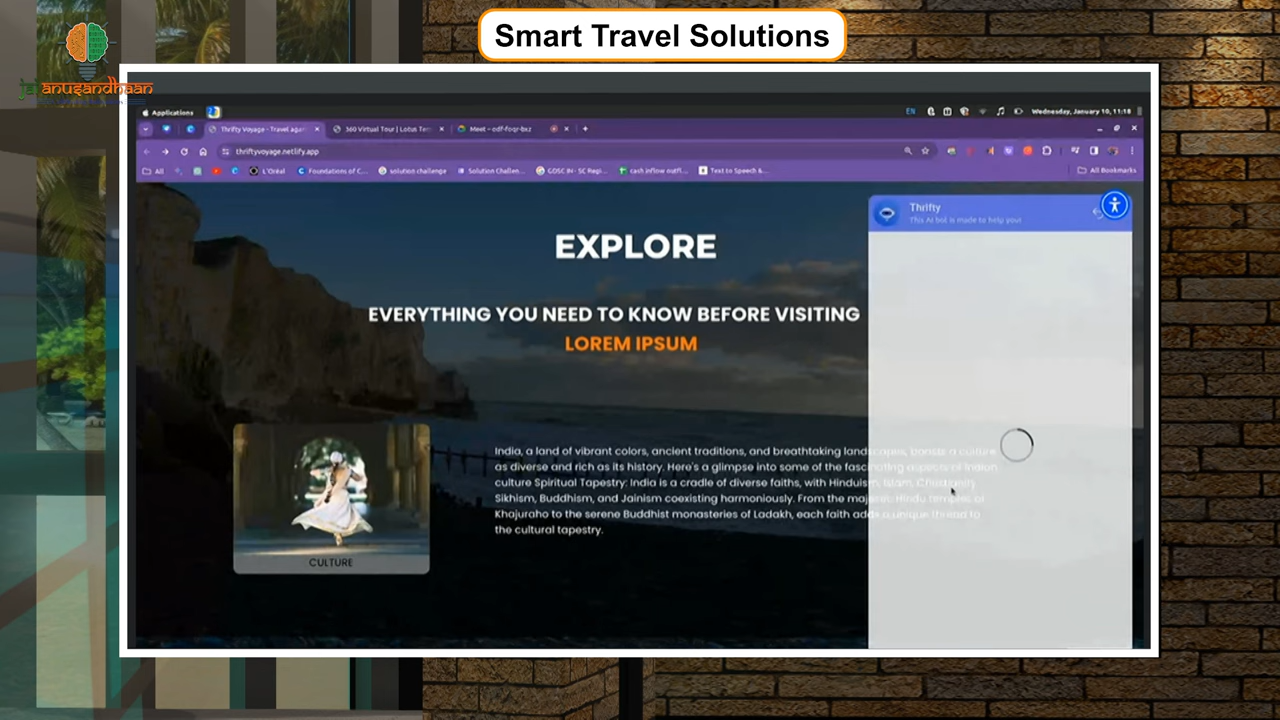 Smart Travel Solutions
jai anusandhaan
Applications
EN
Wednesday, January 10, 11:18
Thrifty Voyage - Travel again
360 Virtual Tour | Lotus Tem
Meet – odf-foqr-bxz
thriftyvoyage.netlify.app
All
L'Oréal
Foundations of C...
solution challenge
Solution Challen...
GDSC IN - SC Regi...
cash inflow outfl...
Text to Speech &...
All Bookmarks
Thrifty
This AI bot is made to help you!
EXPLORE
EVERYTHING YOU NEED TO KNOW BEFORE VISITING
LOREM IPSUM
India, a land of vibrant colors, ancient traditions, and breathtaking landscapes, boasts a culture
as diverse and rich as its history. Here's a glimpse into some of the fascinating aspects of Indian
culture Spiritual Tapestry: India is a cradle of diverse faiths, with Hinduism, Islam, Christianity,
Sikhism, Buddhism, and Jainism coexisting harmoniously. From the majestic Hindu temples of
Khajuraho to the serene Buddhist monasteries of Ladakh, each faith adds a unique thread to
the cultural tapestry.
CULTURE